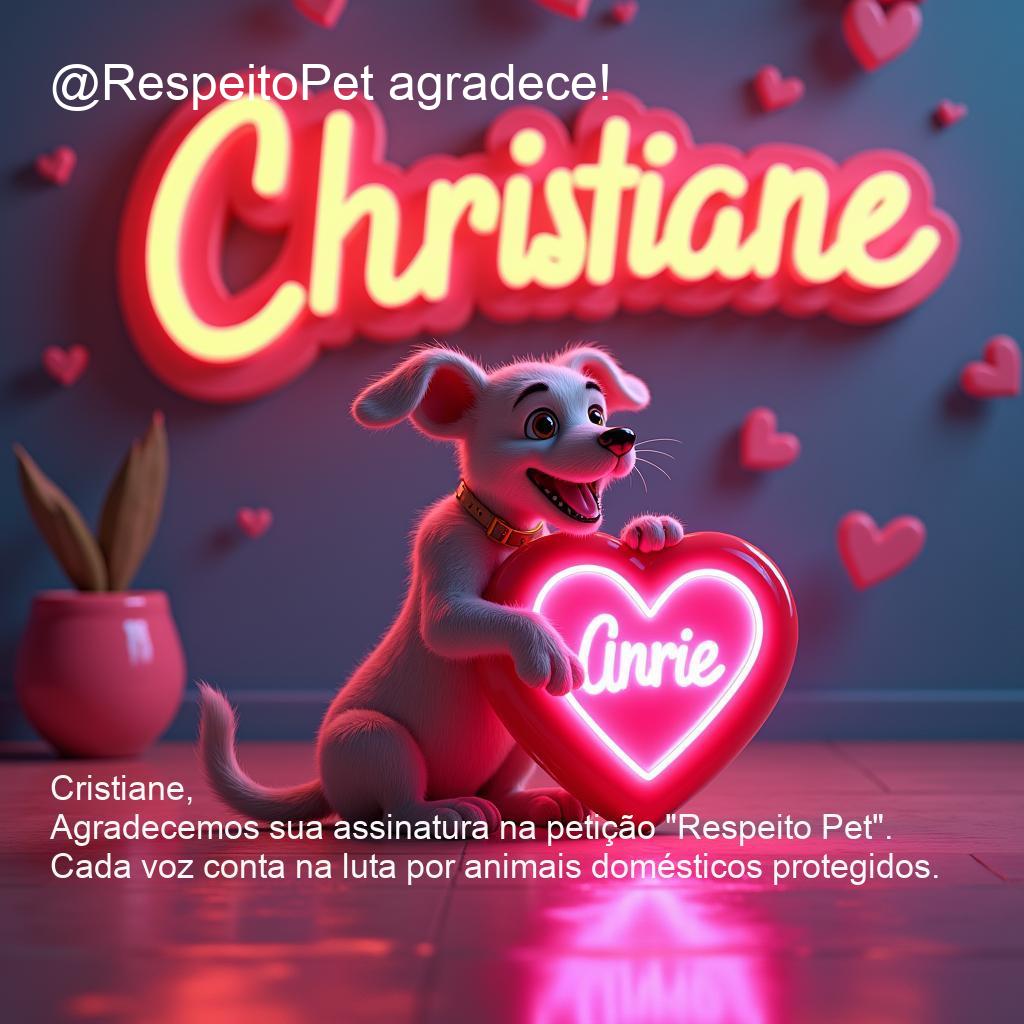 @RespeitoPet agradece!
Christiane
Anrie
Cristiane,
Agradecemos sua assinatura na petição "Respeito Pet".
Cada voz conta na luta por animais domésticos protegidos.